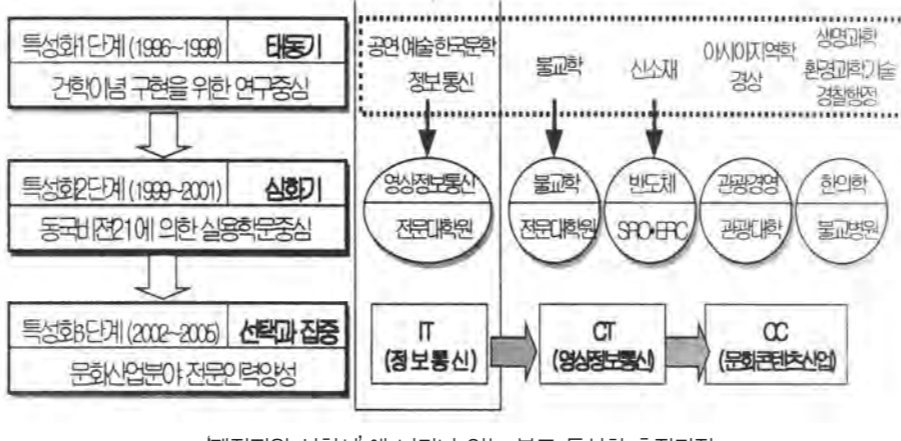 특성화1단계 (1996~1998) 태동기
건학이념 구현을 위한 연구중심
공연 예술 한국문학
정보통신
불교학
신소재
아시아지역학
경상
생명과학
환경과학기술
경찰행정
특성화2단계 (1999~2001) 심화기
동국비젼21에 의한 실용학문중심
영상정보통신
전문대학원
불교학
전문대학원
반도체
SRC•ERC
관광경영
관광대학
한의학
불교병원
특성화3단계 (2002~2005) 선택과 집중
문화산업분야 전문인력양성
IT
(정보통신)
CT
(영상정보통신)
CC
(문화콘텐츠산업)